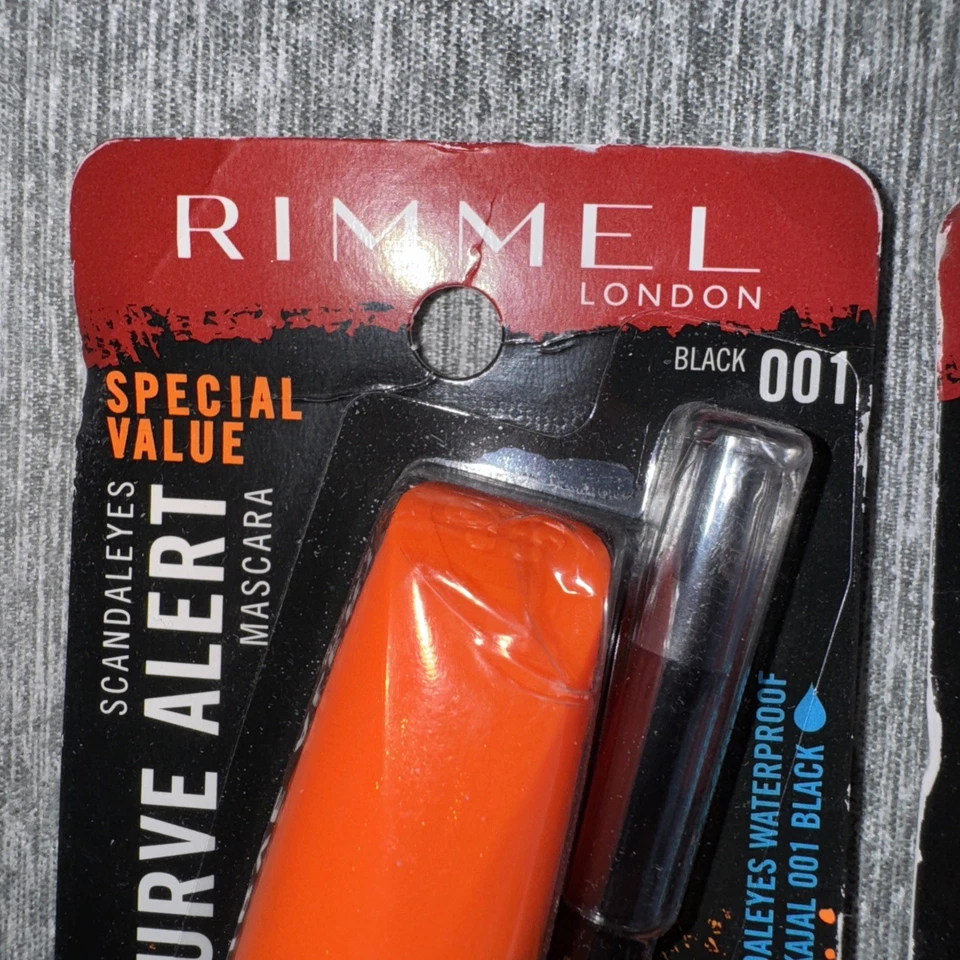 RIMMEL
LONDON
BLACK 001
SPECIAL
VALUE
SCANDALEYES
URVE ALERT
MASCARA
DALEYES WATERPROOF
KAJAL 001 BLACK